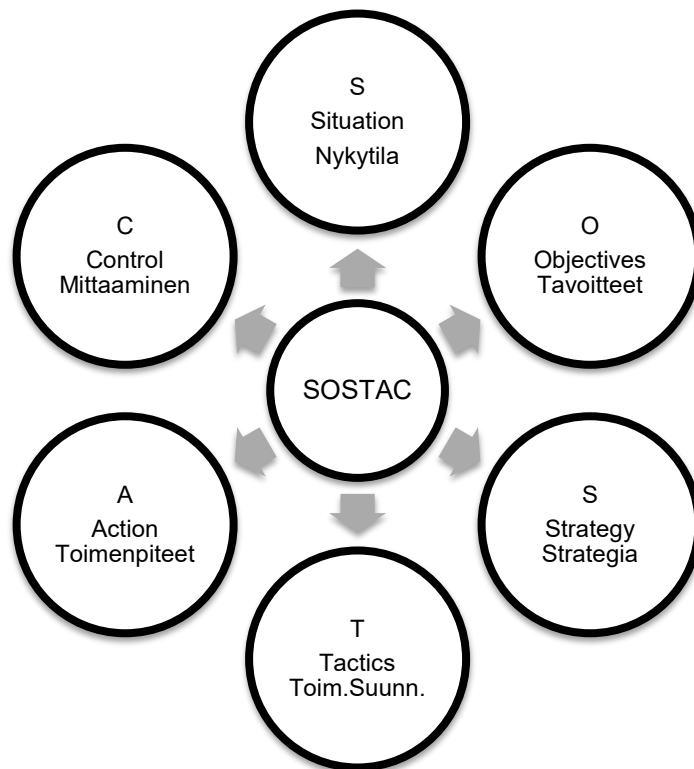 S
Situation
Nykytila
O
Objectives
Tavoitteet
S
Strategy
Strategia
T
Tactics
Toim.Suunn.
A
Action
Toimenpiteet
C
Control
Mittaaminen
SOSTAC